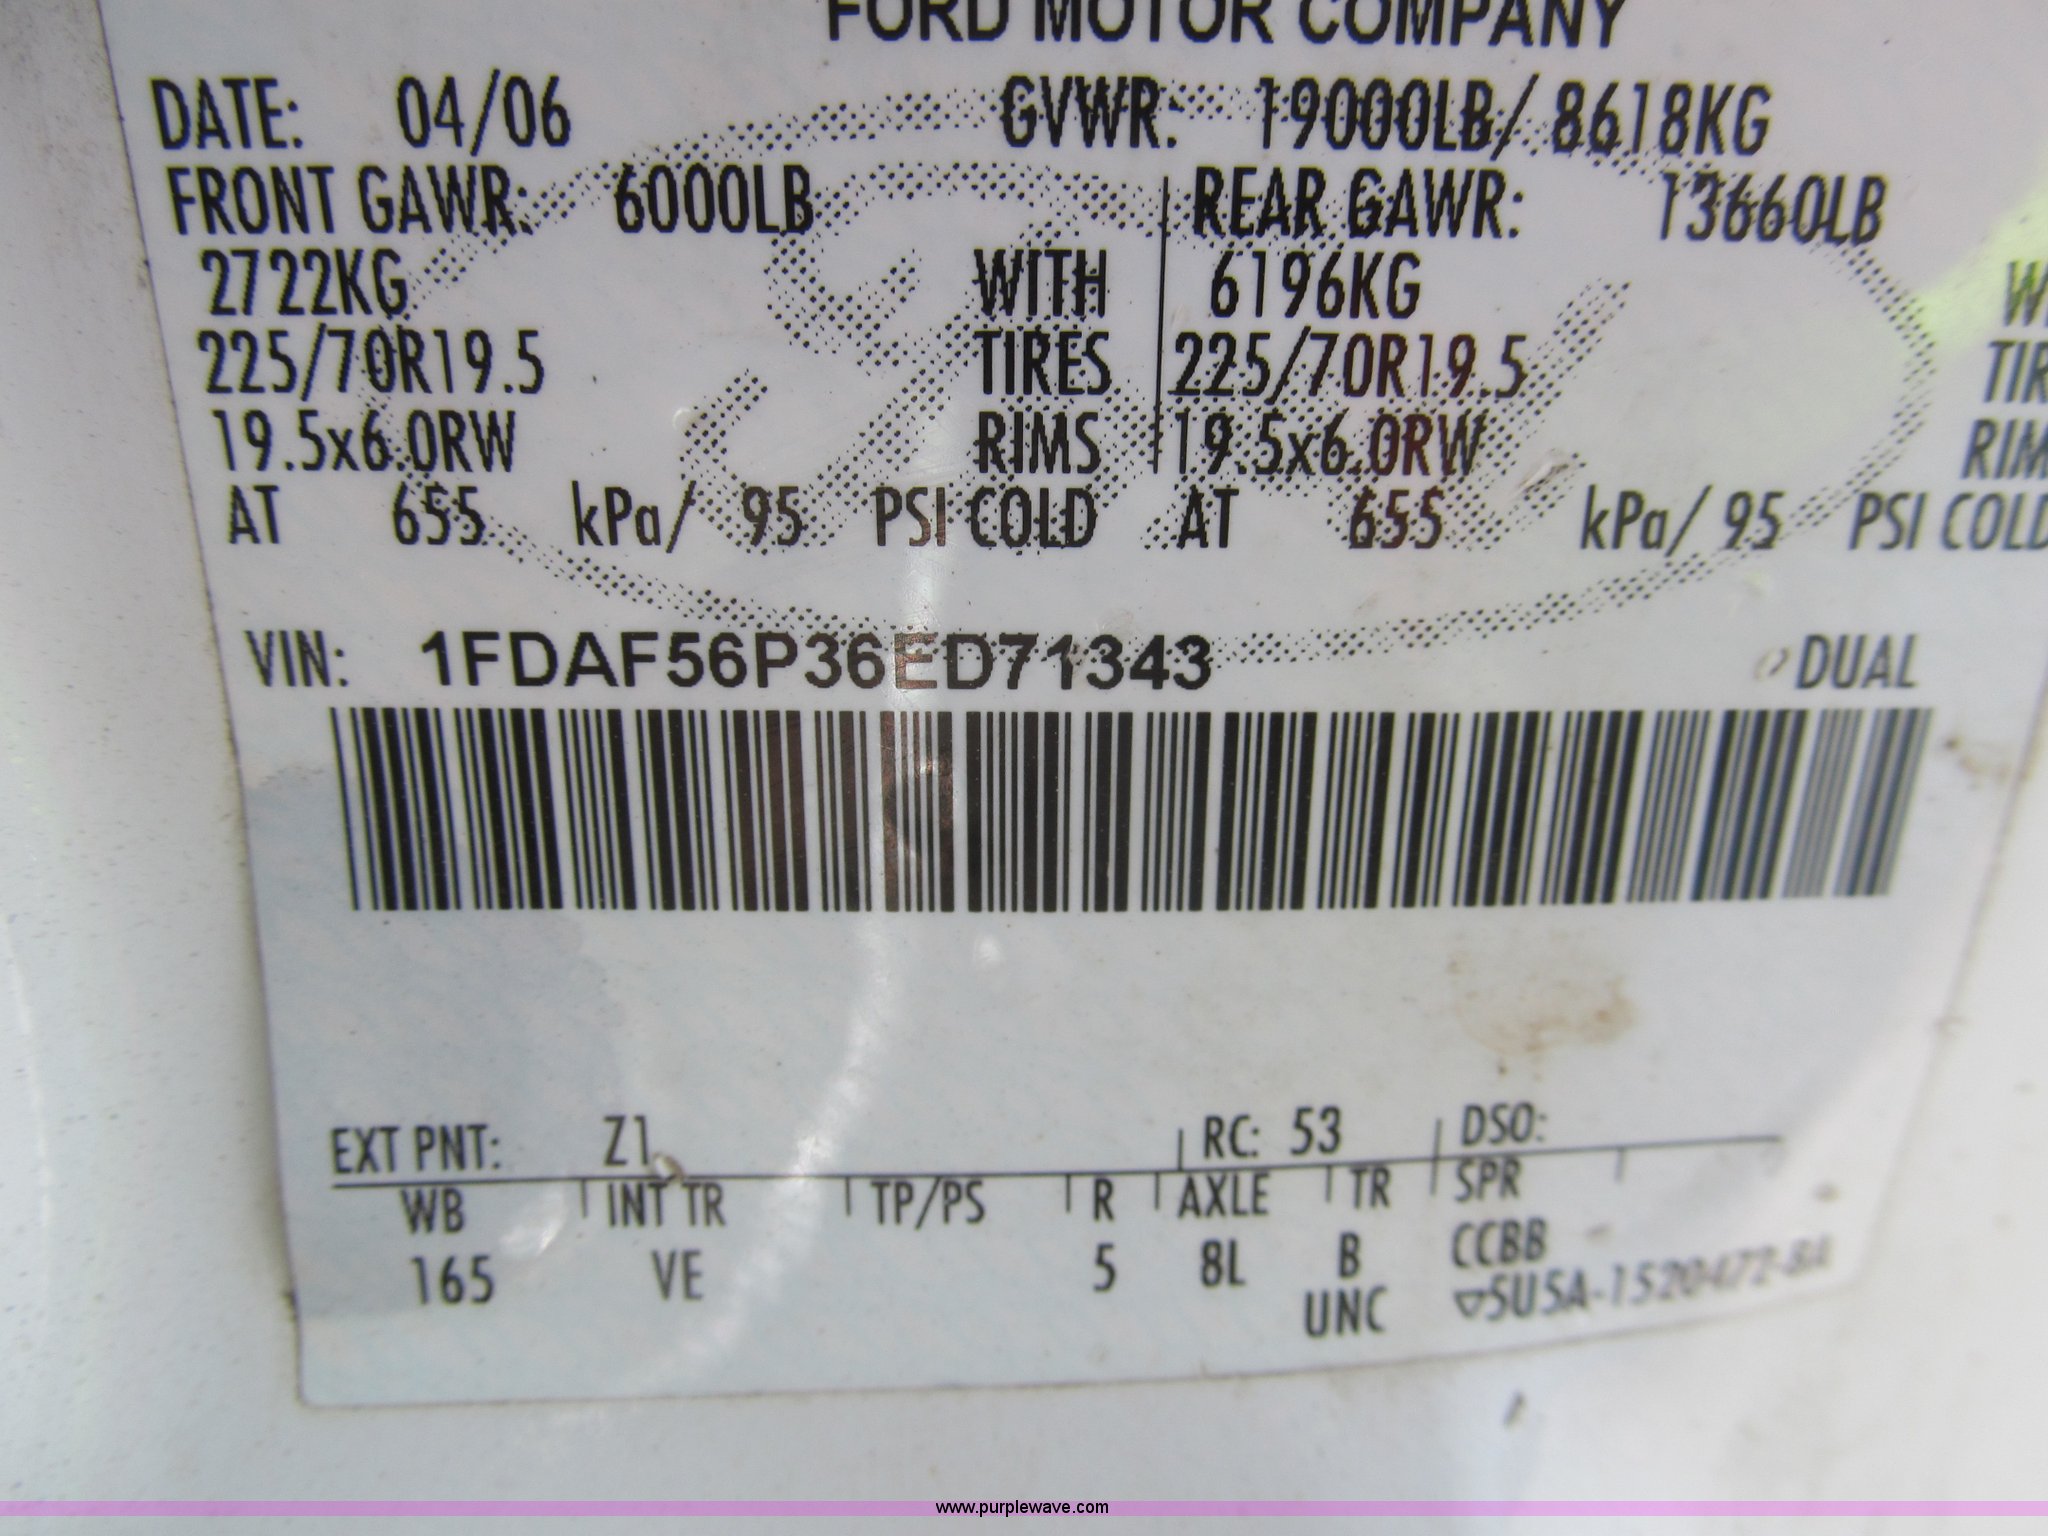 FORD MOTOR COMPANY
DATE: 04/06 GVWR: 19000LB/ 8618KG
FRONT GAWR: 6000LB REAR GAWR: 13660LB
2722KG WITH 6196KG
225/70R19.5 TIRES 225/70R19.5
19.5x6.0RW RIMS 19.5x6.0RW
AT 655 kPa/ 95 PSI COLD AT 655 kPa/ 95 PSI COLD
VIN: 1FDAF56P36ED71343 DUAL
EXT PNT: Z1 RC: 53 DSO:
WB INT TR TP/PS R AXLE TR SPR
165 VE 5 8L B CCBB
UNC ▽5U5A-1520472-BA
www.purplewave.com